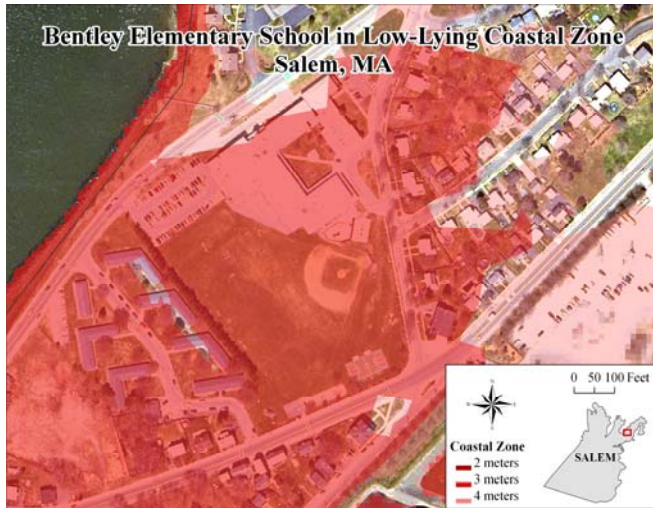 Bentley Elementary School in Low-Lying Coastal Zone
Salem, MA
0 50 100 Feet
N
Coastal Zone
2 meters
3 meters
4 meters
SALEM